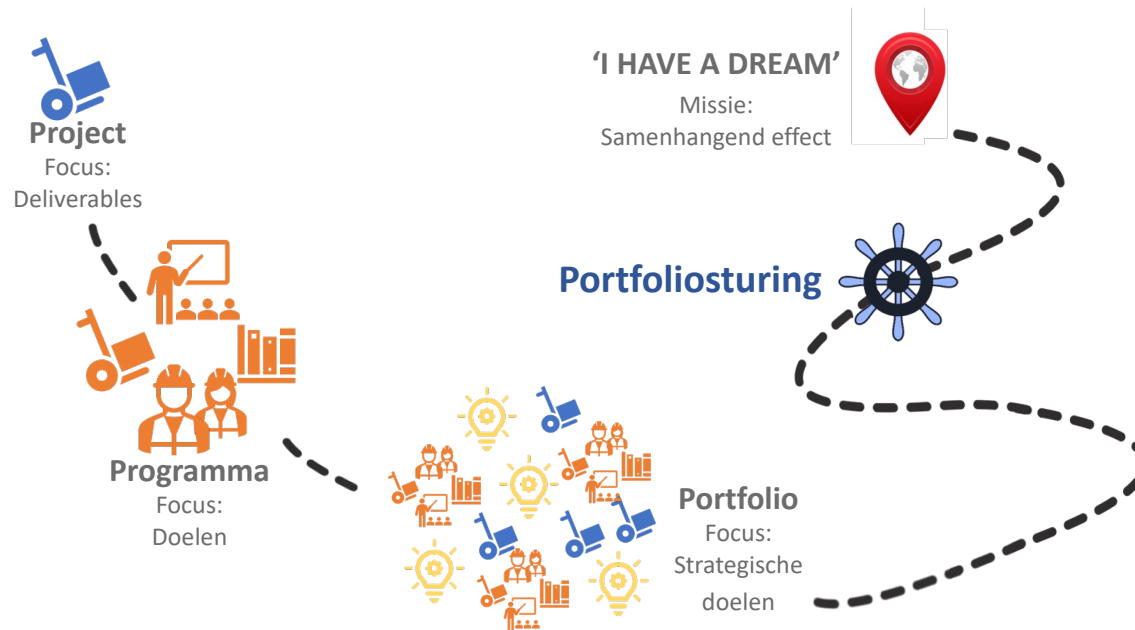 Project
Focus:
Deliverables
Programma
Focus:
Doelen
Portfolio
Focus:
Strategische
doelen
Portfoliosturing
‘I HAVE A DREAM’
Missie:
Samenhangend effect